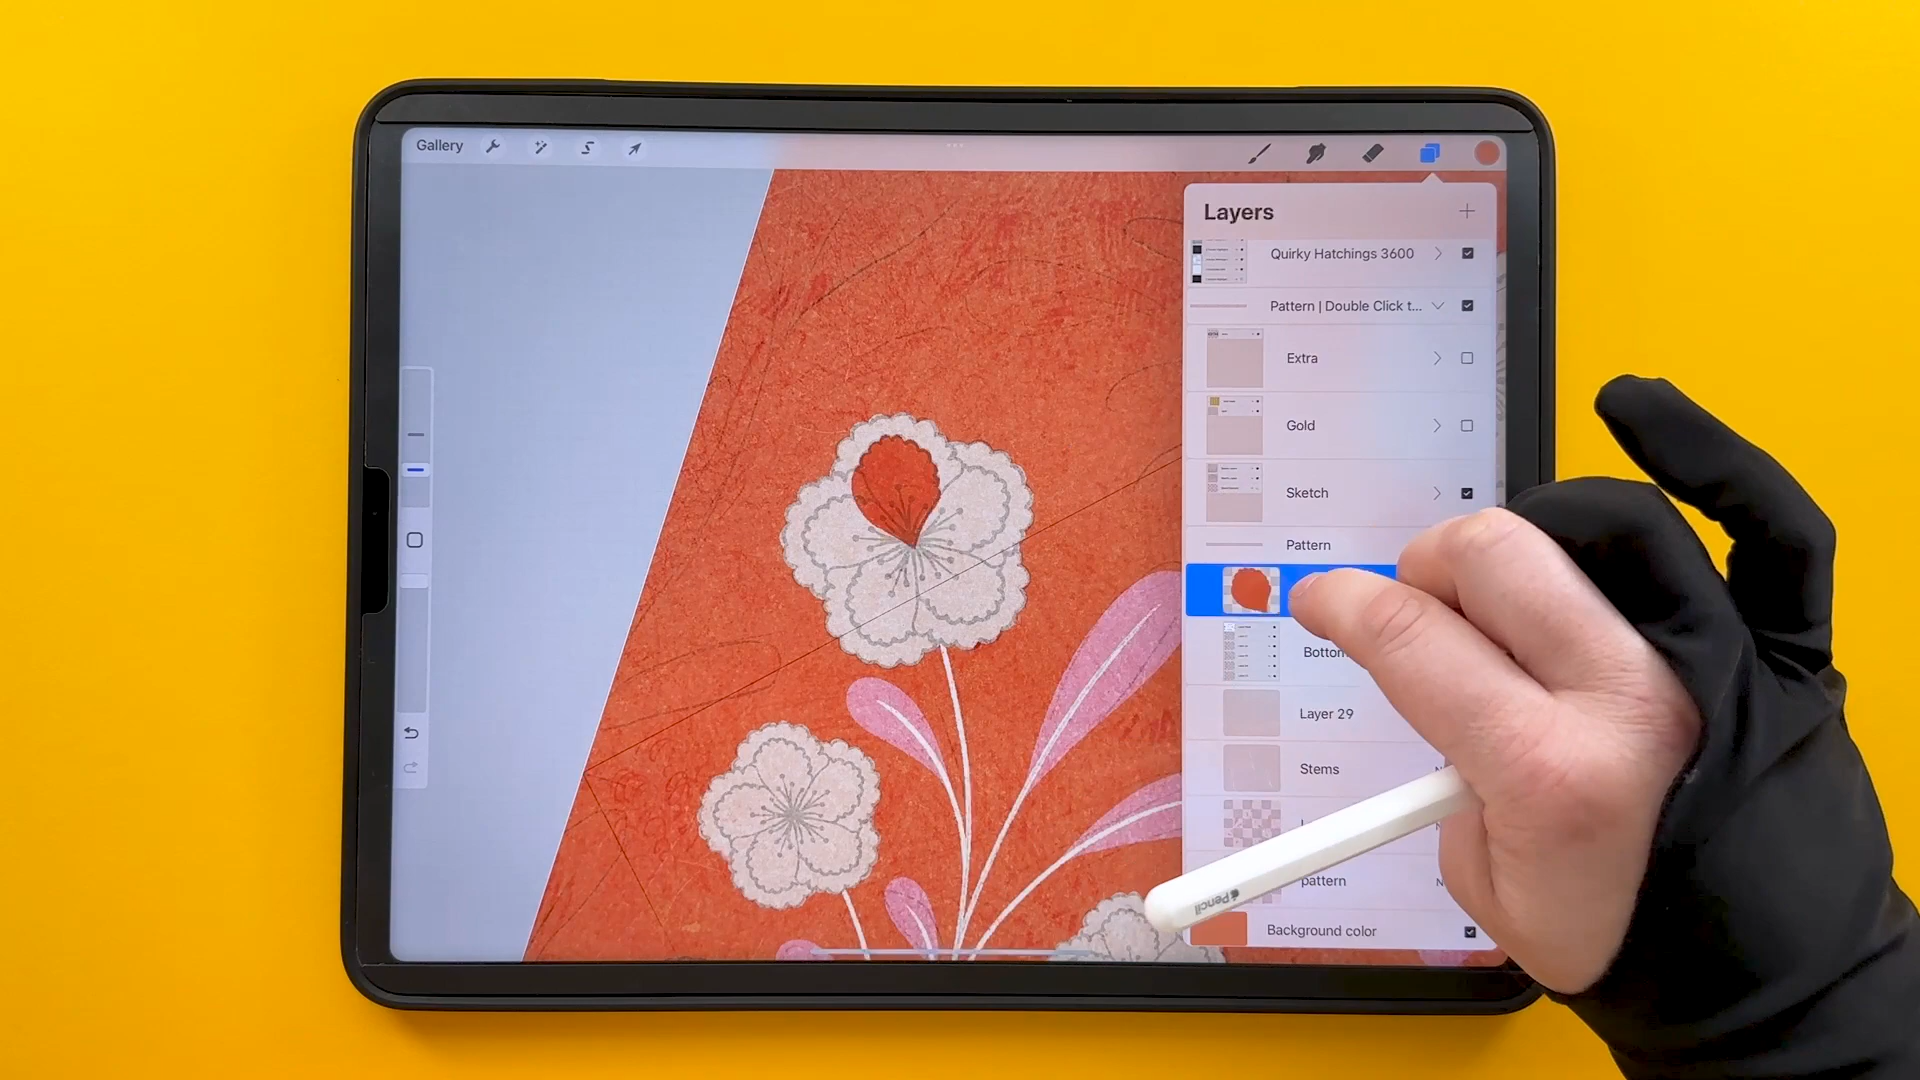 Gallery
Layers
Quirky Hatchings 3600
Pattern | Double Click t...
Extra
Gold
Sketch
Pattern
Layer 29
Stems
N
pattern
N
Background color
Pencil